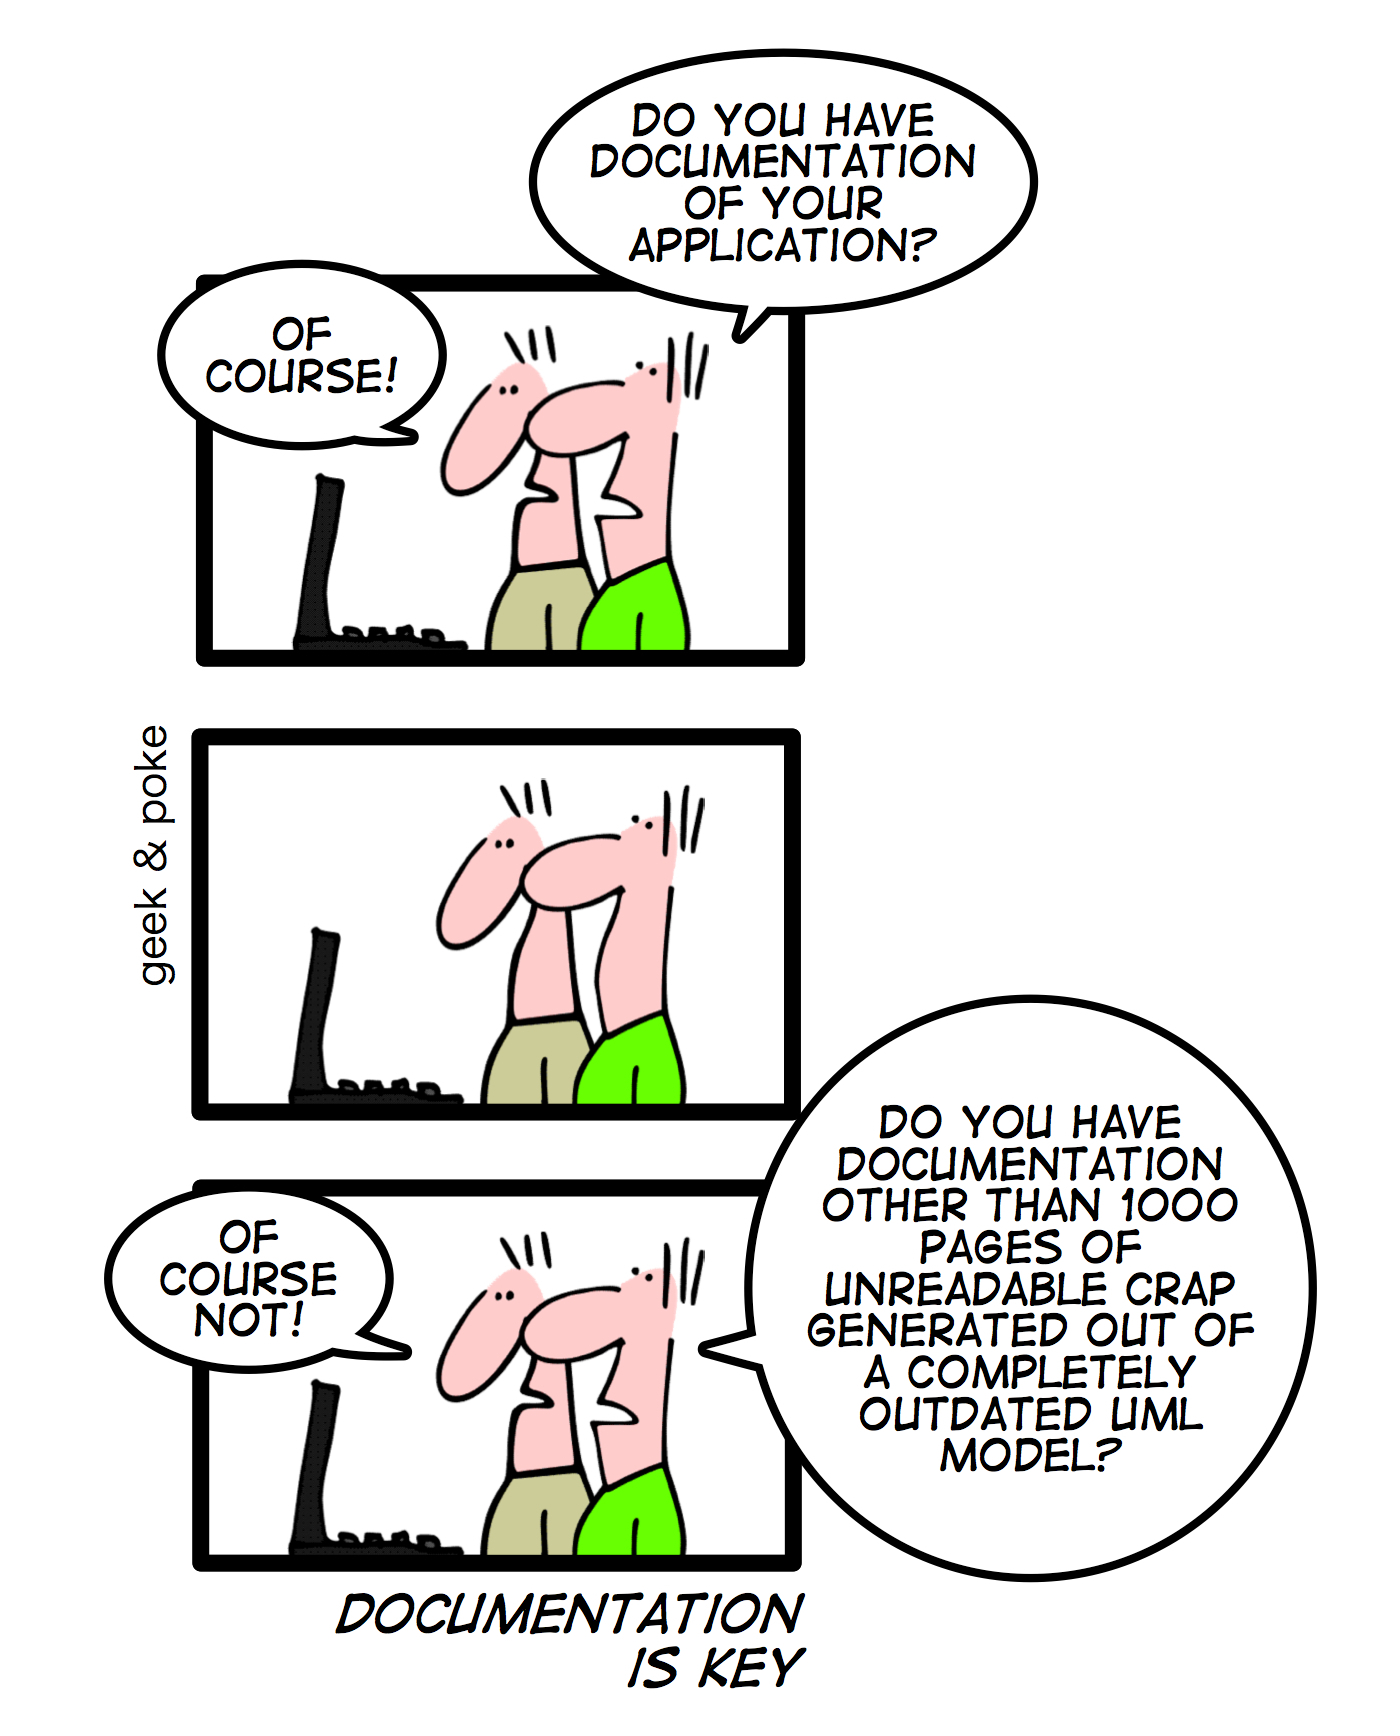 DO YOU HAVE
DOCUMENTATION
OF YOUR
APPLICATION?
OF
COURSE!
geek & poke
DO YOU HAVE
DOCUMENTATION
OTHER THAN 1000
PAGES OF
UNREADABLE CRAP
GENERATED OUT OF
A COMPLETELY
OUTDATED UML
MODEL?
OF
COURSE
NOT!
DOCUMENTATION
IS KEY